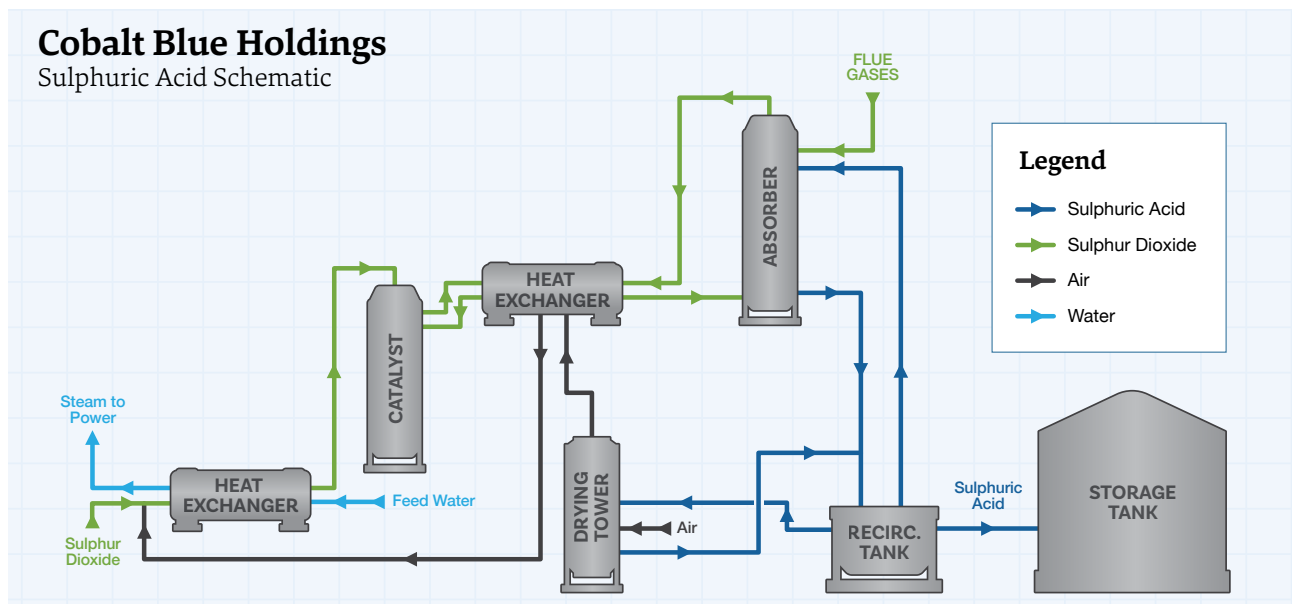 Cobalt Blue Holdings
Sulphuric Acid Schematic
FLUE
GASES
Legend
Sulphuric Acid
Sulphur Dioxide
Air
Water
ABSORBER
HEAT
EXCHANGER
CATALYST
Steam to
Power
HEAT
EXCHANGER
Feed Water
Sulphur
Dioxide
DRYING
TOWER
Air
RECIRC.
TANK
Sulphuric
Acid
STORAGE
TANK